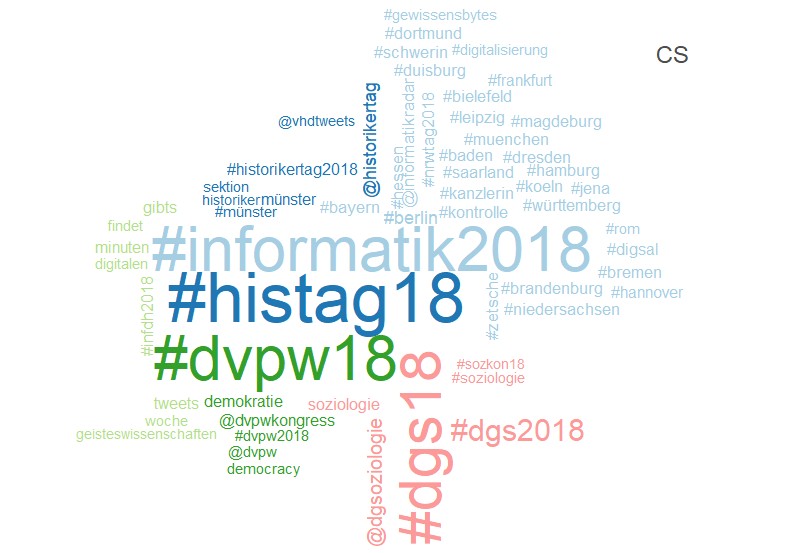 #gewissensbytes
#dortmund
#schwerin #digitalisierung
CS
#duisburg
#frankfurt
@historikertag
#hessen
@informatikradar
#nrwtag2018
#bielefeld
@vhdtweets
#leipzig #magdeburg
#muenchen
#baden #dresden
#historikertag2018
#saarland #hamburg
sektion
#kanzlerin #koeln #jena
historikermünster
gibts
#münster
#bayern
#berlin #kontrolle #württemberg
findet
#informatik2018
#rom
minuten
#digsal
digitalen
#bremen
#infdh2018
#histag18
#zetsche
#brandenburg #hannover
#niedersachsen
#dvpw18
#dgs18
#sozkon18
#soziologie
tweets demokratie soziologie
woche @dvpwkongress
@dgsoziologie
#dgs2018
geisteswissenschaften #dvpw2018
@dvpw
democracy